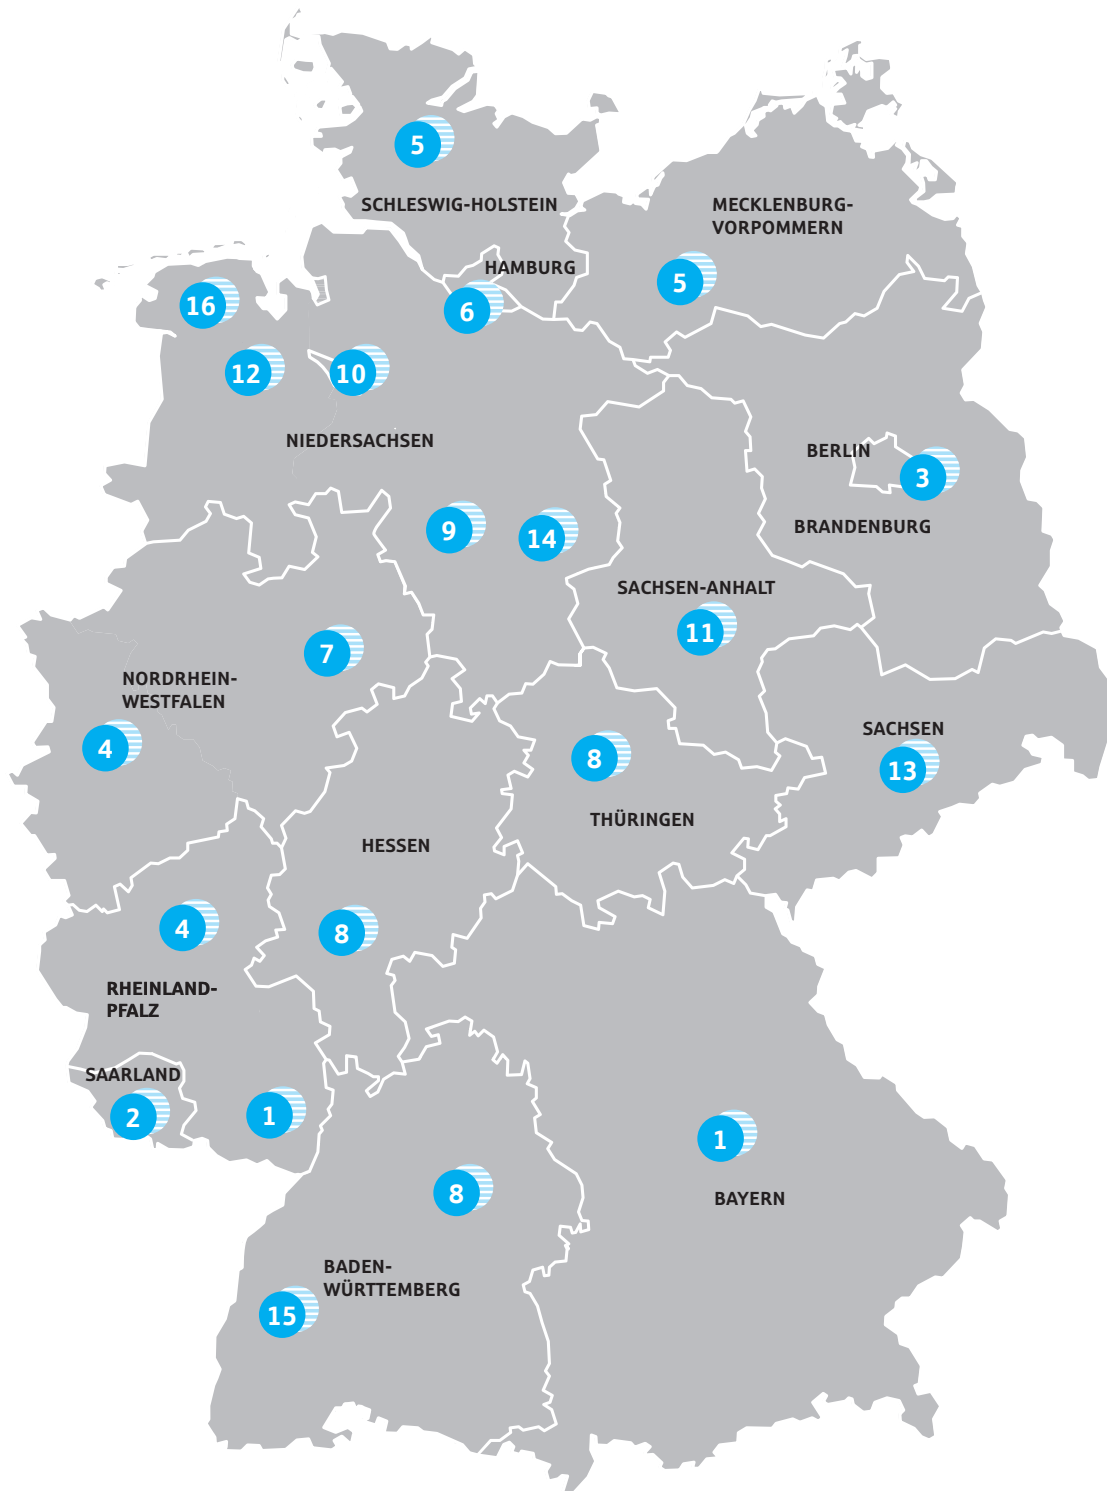 5
SCHLESWIG-HOLSTEIN
MECKLENBURG-
VORPOMMERN
HAMBURG
5
16
6
12
10
NIEDERSACHSEN
BERLIN
3
BRANDENBURG
9
14
SACHSEN-ANHALT
11
7
NORDRHEIN-
WESTFALEN
4
SACHSEN
13
8
THÜRINGEN
HESSEN
4
8
RHEINLAND-
PFALZ
SAARLAND
2
1
1
8
BAYERN
BADEN-
WÜRTTEMBERG
15